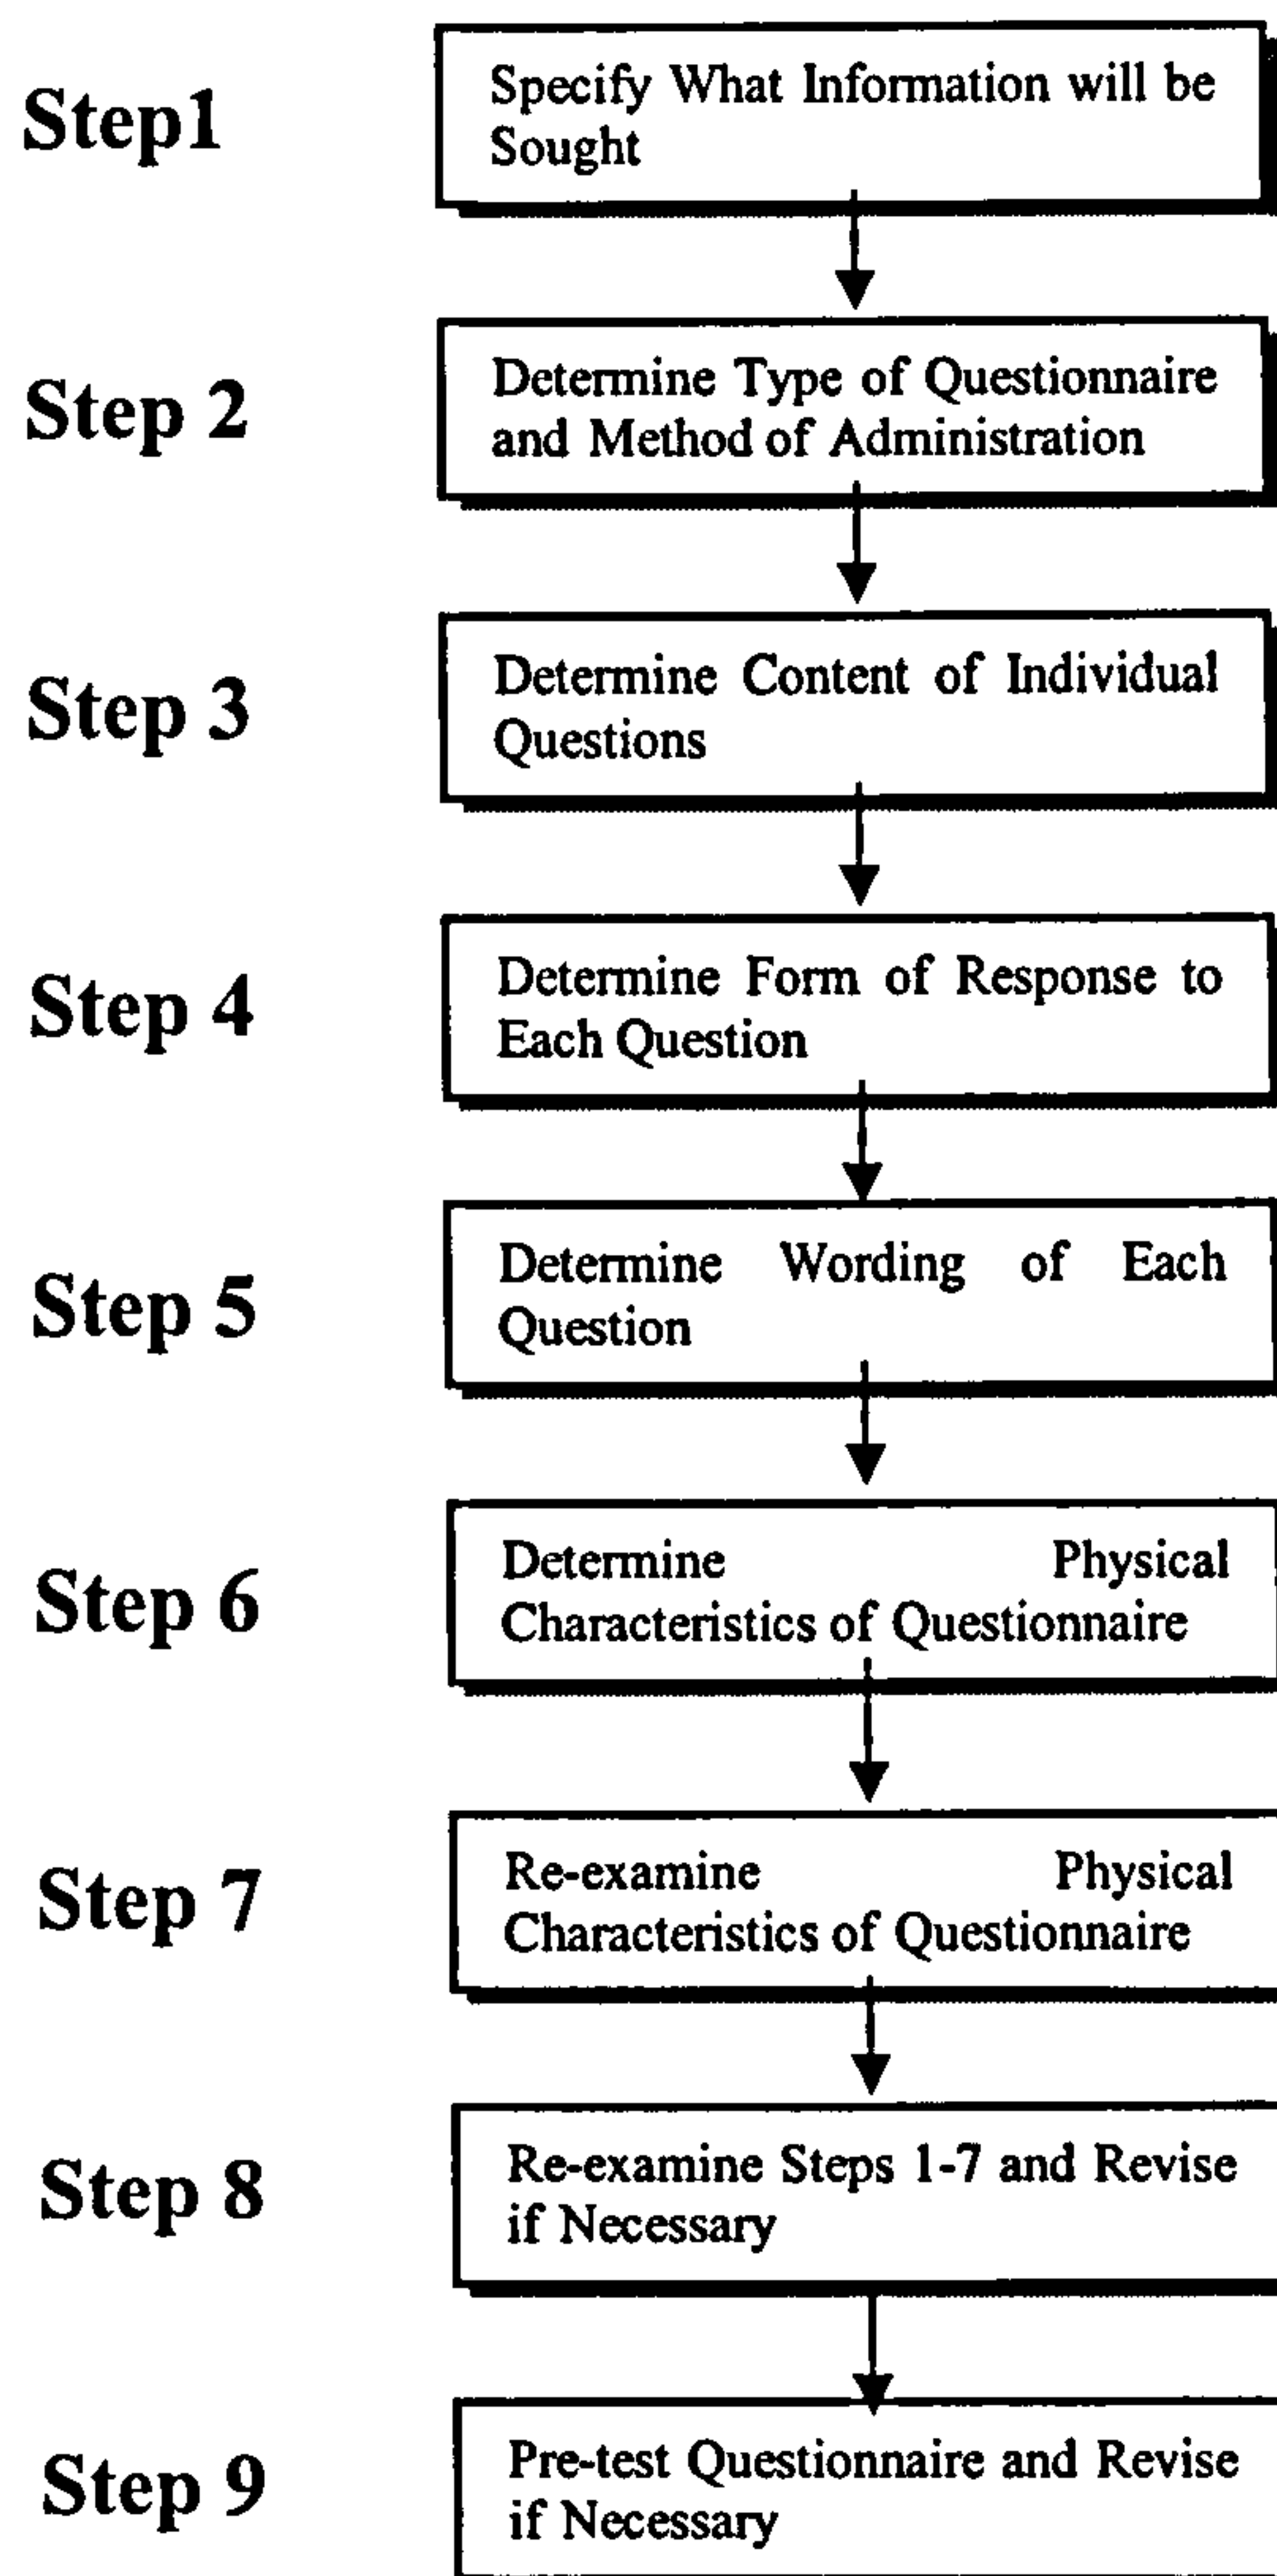 Step1
Specify What Information will be
Sought
Step 2
Determine Type of Questionnaire
and Method of Administration
Step 3
Determine Content of Individual
Questions
Step 4
Determine Form of Response to
Each Question
Step 5
Determine Wording of Each
Question
Step 6
Determine Physical
Characteristics of Questionnaire
Step 7
Re-examine Physical
Characteristics of Questionnaire
Step 8
Re-examine Steps 1-7 and Revise
if Necessary
Step 9
Pre-test Questionnaire and Revise
if Necessary